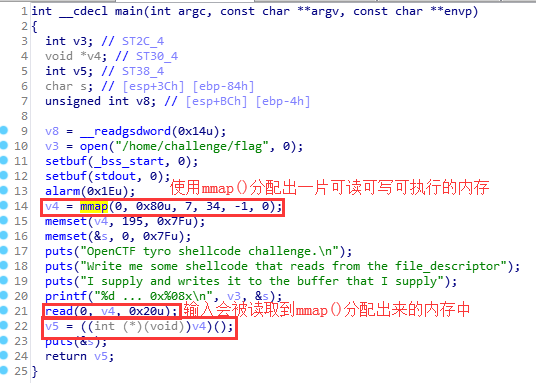 1 int __cdecl main(int argc, const char **argv, const char **envp)
2 {
3 int v3; // ST2C_4
4 void *v4; // ST30_4
5 int v5; // ST38_4
6 char s; // [esp+3Ch] [ebp-84h]
7 unsigned int v8; // [esp+BCh] [ebp-4h]
8
9 v8 = __readgsdword(0x14u);
10 v3 = open("/home/challenge/flag", 0);
11 setbuf(_bss_start, 0);
12 setbuf(stdout, 0);
13 alarm(0x1Eu); 使用mmap()分配出一片可读可写可执行的内存
14 v4 = mmap(0, 0x80u, 7, 34, -1, 0);
15 memset(v4, 195, 0x7Fu);
16 memset(&s, 0, 0x7Fu);
17 puts("OpenCTF tyro shellcode challenge.\n");
18 puts("Write me some shellcode that reads from the file_descriptor");
19 puts("I supply and writes it to the buffer that I supply");
20 printf("%d ... 0x%08x\n", v3, &s);
21 read(0, v4, 0x20u); 输入会被读取到mmap()分配出来的内存中
22 v5 = ((int (*)(void))v4)();
23 puts(&s);
24 return v5;
25 }